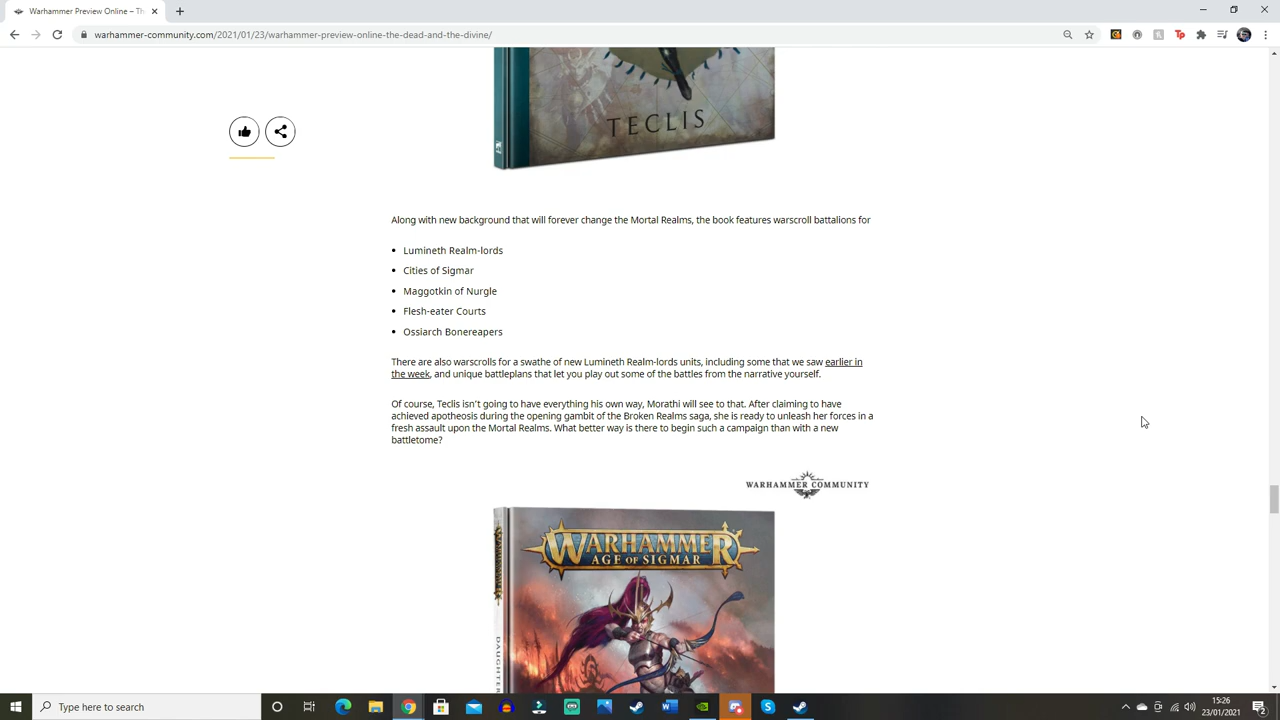 Warhammer Preview Online – Th
warhammer-community.com/2021/01/23/warhammer-preview-online-the-dead-and-the-divine/
TECLIS
Along with new background that will forever change the Mortal Realms, the book features warscroll battalions for
• Lumineth Realm-lords
• Cities of Sigmar
• Maggotkin of Nurgle
• Flesh-eater Courts
• Ossiarch Bonereapers
There are also warscrolls for a swathe of new Lumineth Realm-lords units, including some that we saw earlier in
the week, and unique battleplans that let you play out some of the battles from the narrative yourself.
Of course, Teclis isn't going to have everything his own way, Morathi will see to that. After claiming to have
achieved apotheosis during the opening gambit of the Broken Realms saga, she is ready to unleash her forces in a
fresh assault upon the Mortal Realms. What better way is there to begin such a campaign than with a new
battletome?
WARHAMMER COMMUNITY
WARHAMMER
AGE OF SIGMAR
DAUGHTER
Type here to search
15:26
23/01/2021
2